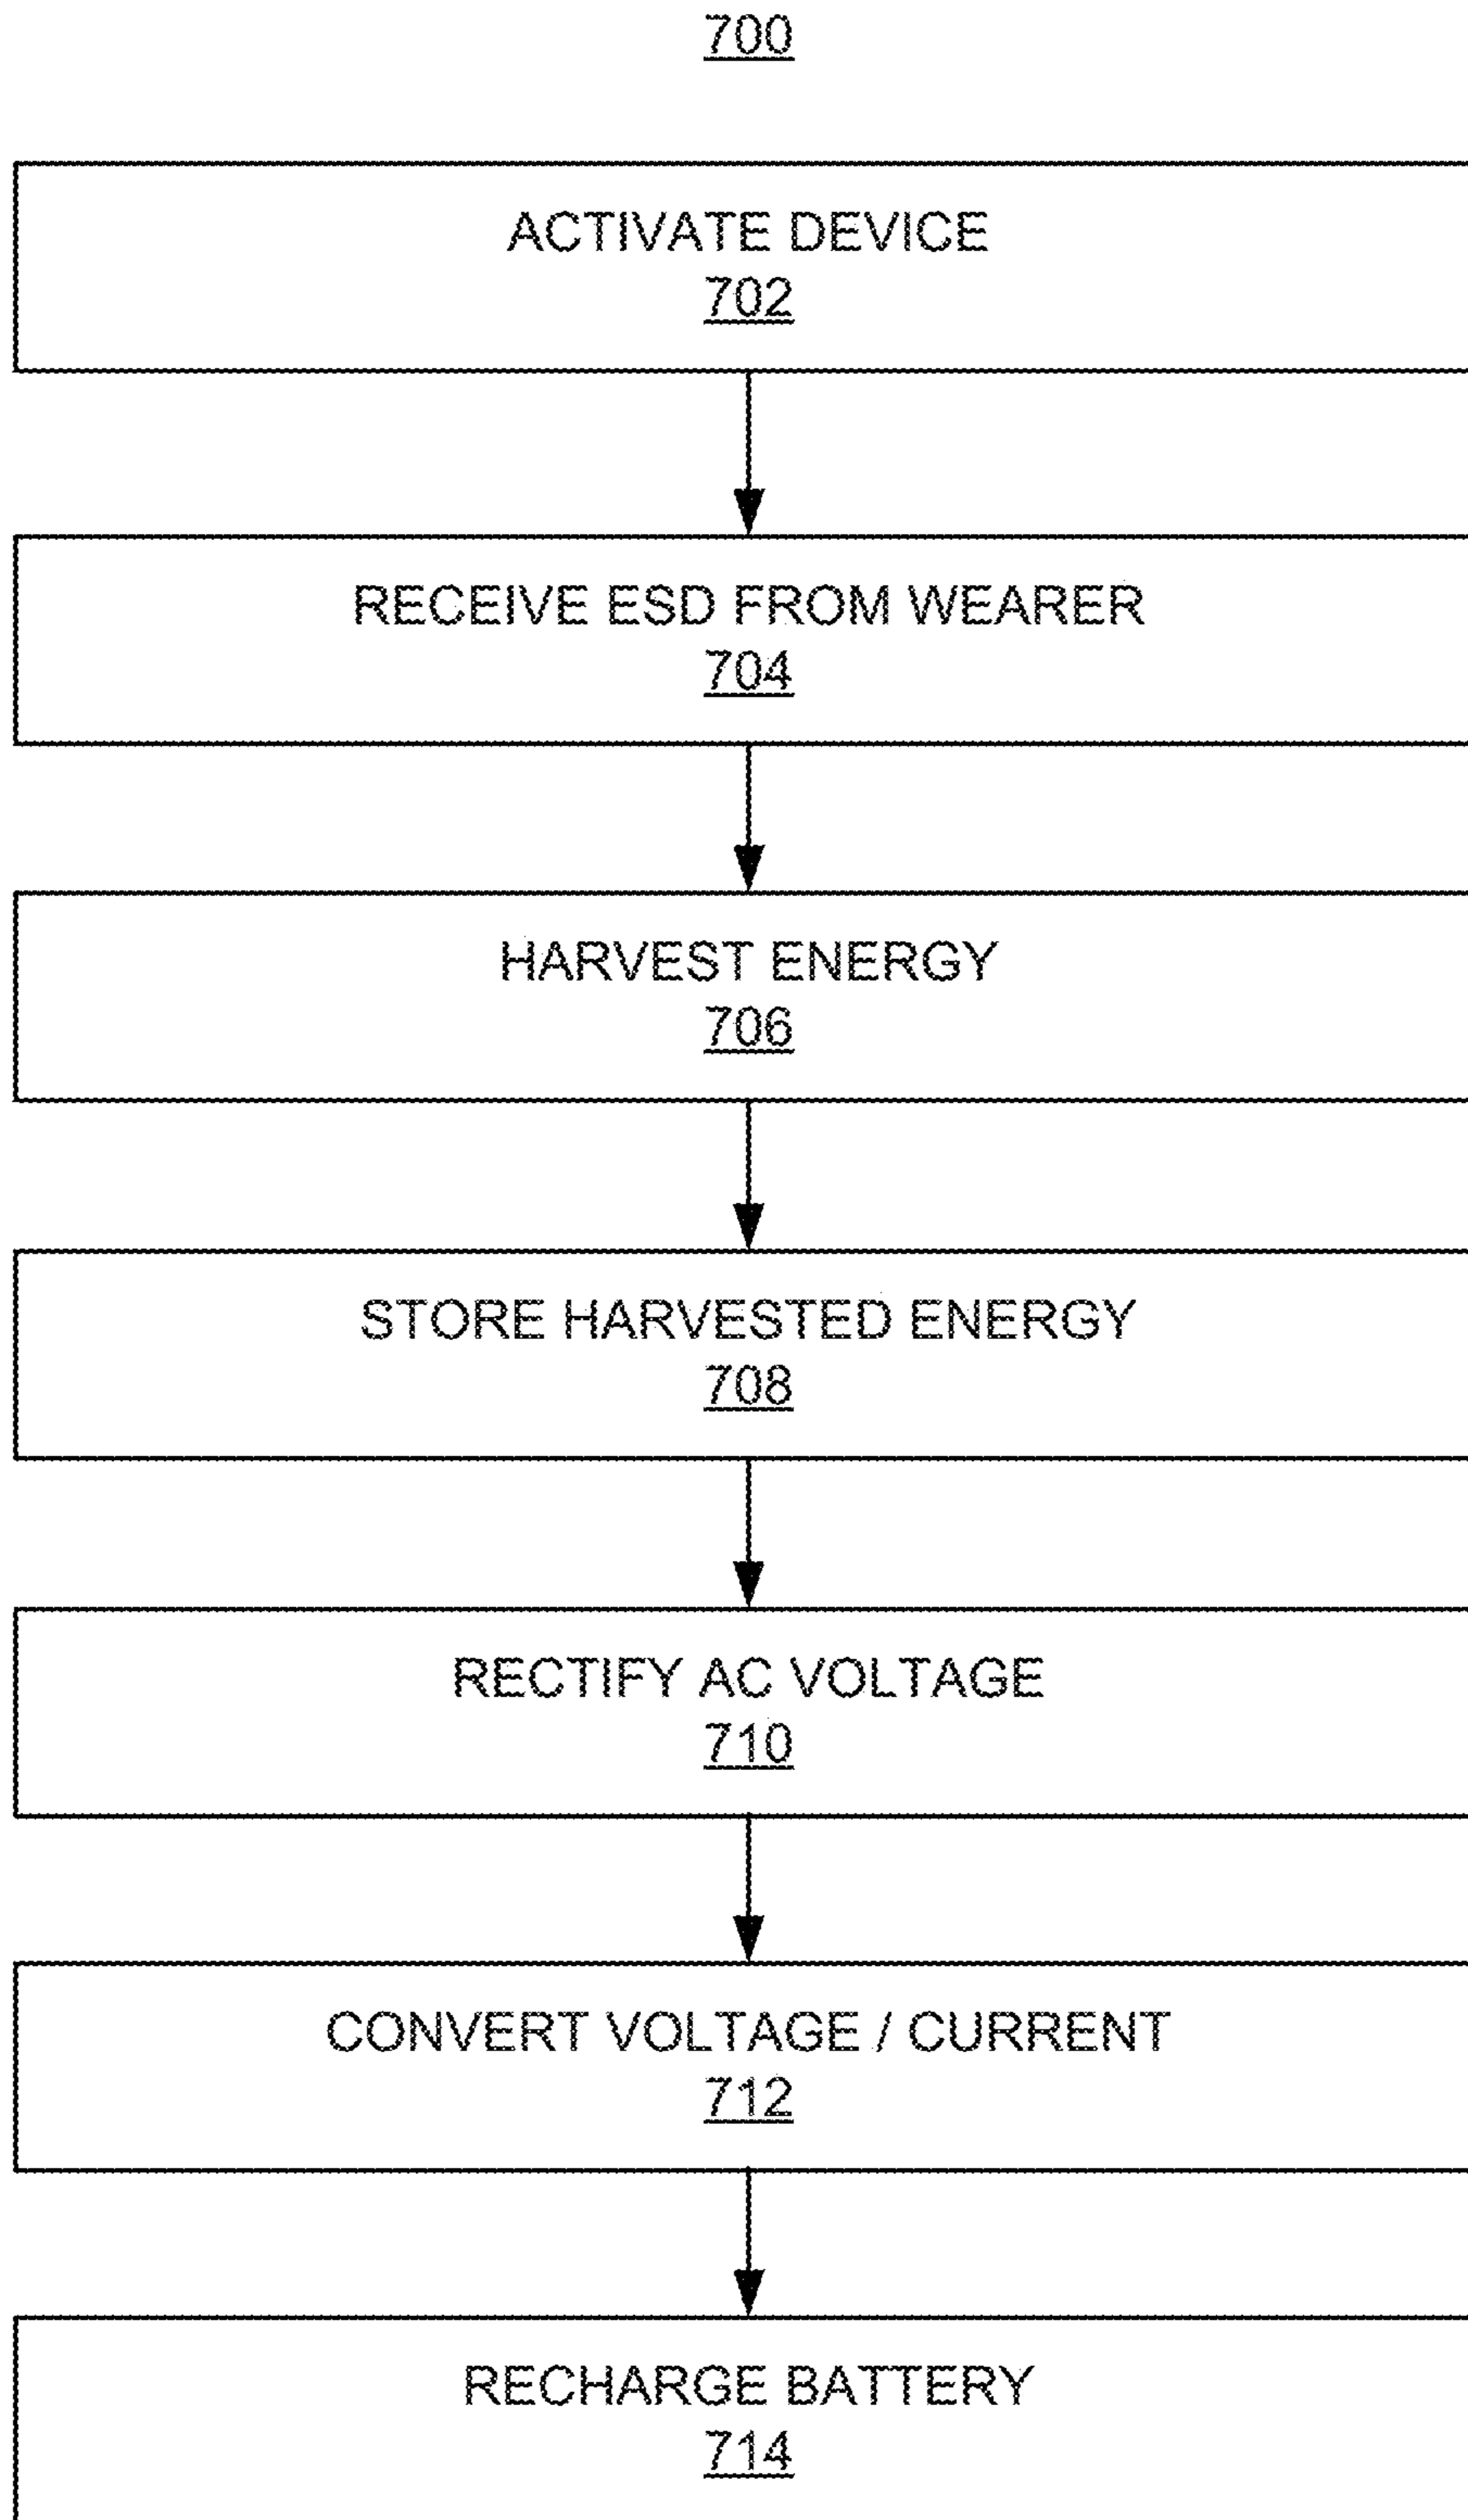 700
ACTIVATE DEVICE
702
RECEIVE ESD FROM WEARER
704
HARVEST ENERGY
706
STORE HARVESTED ENERGY
708
RECTIFY AC VOLTAGE
710
CONVERT VOLTAGE / CURRENT
712
RECHARGE BATTERY
714